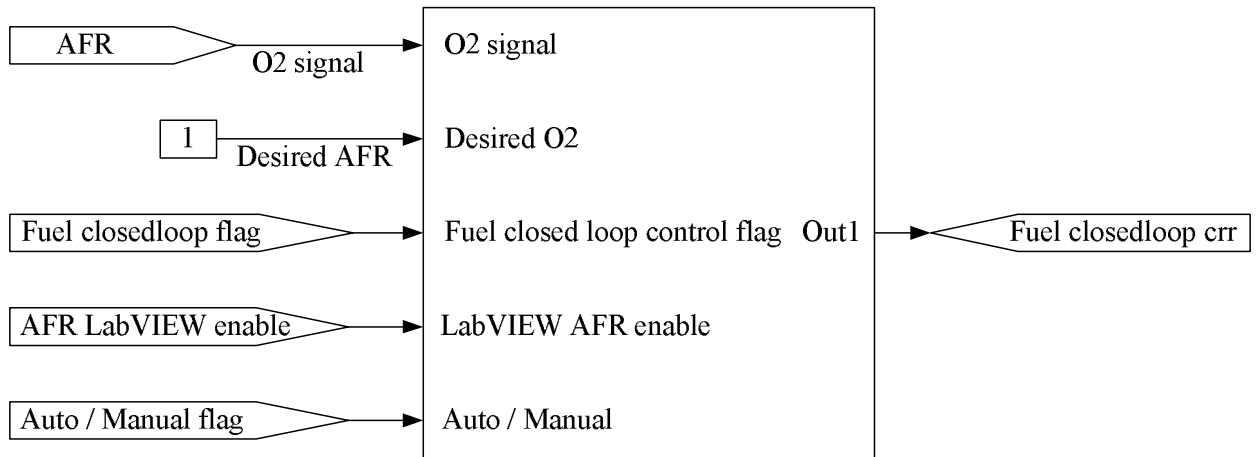 AFR
O2 signal
O2 signal
1
Desired AFR
Desired O2
Fuel closedloop flag
Fuel closed loop control flag
Out1
Fuel closedloop crr
AFR LabVIEW enable
LabVIEW AFR enable
Auto / Manual flag
Auto / Manual